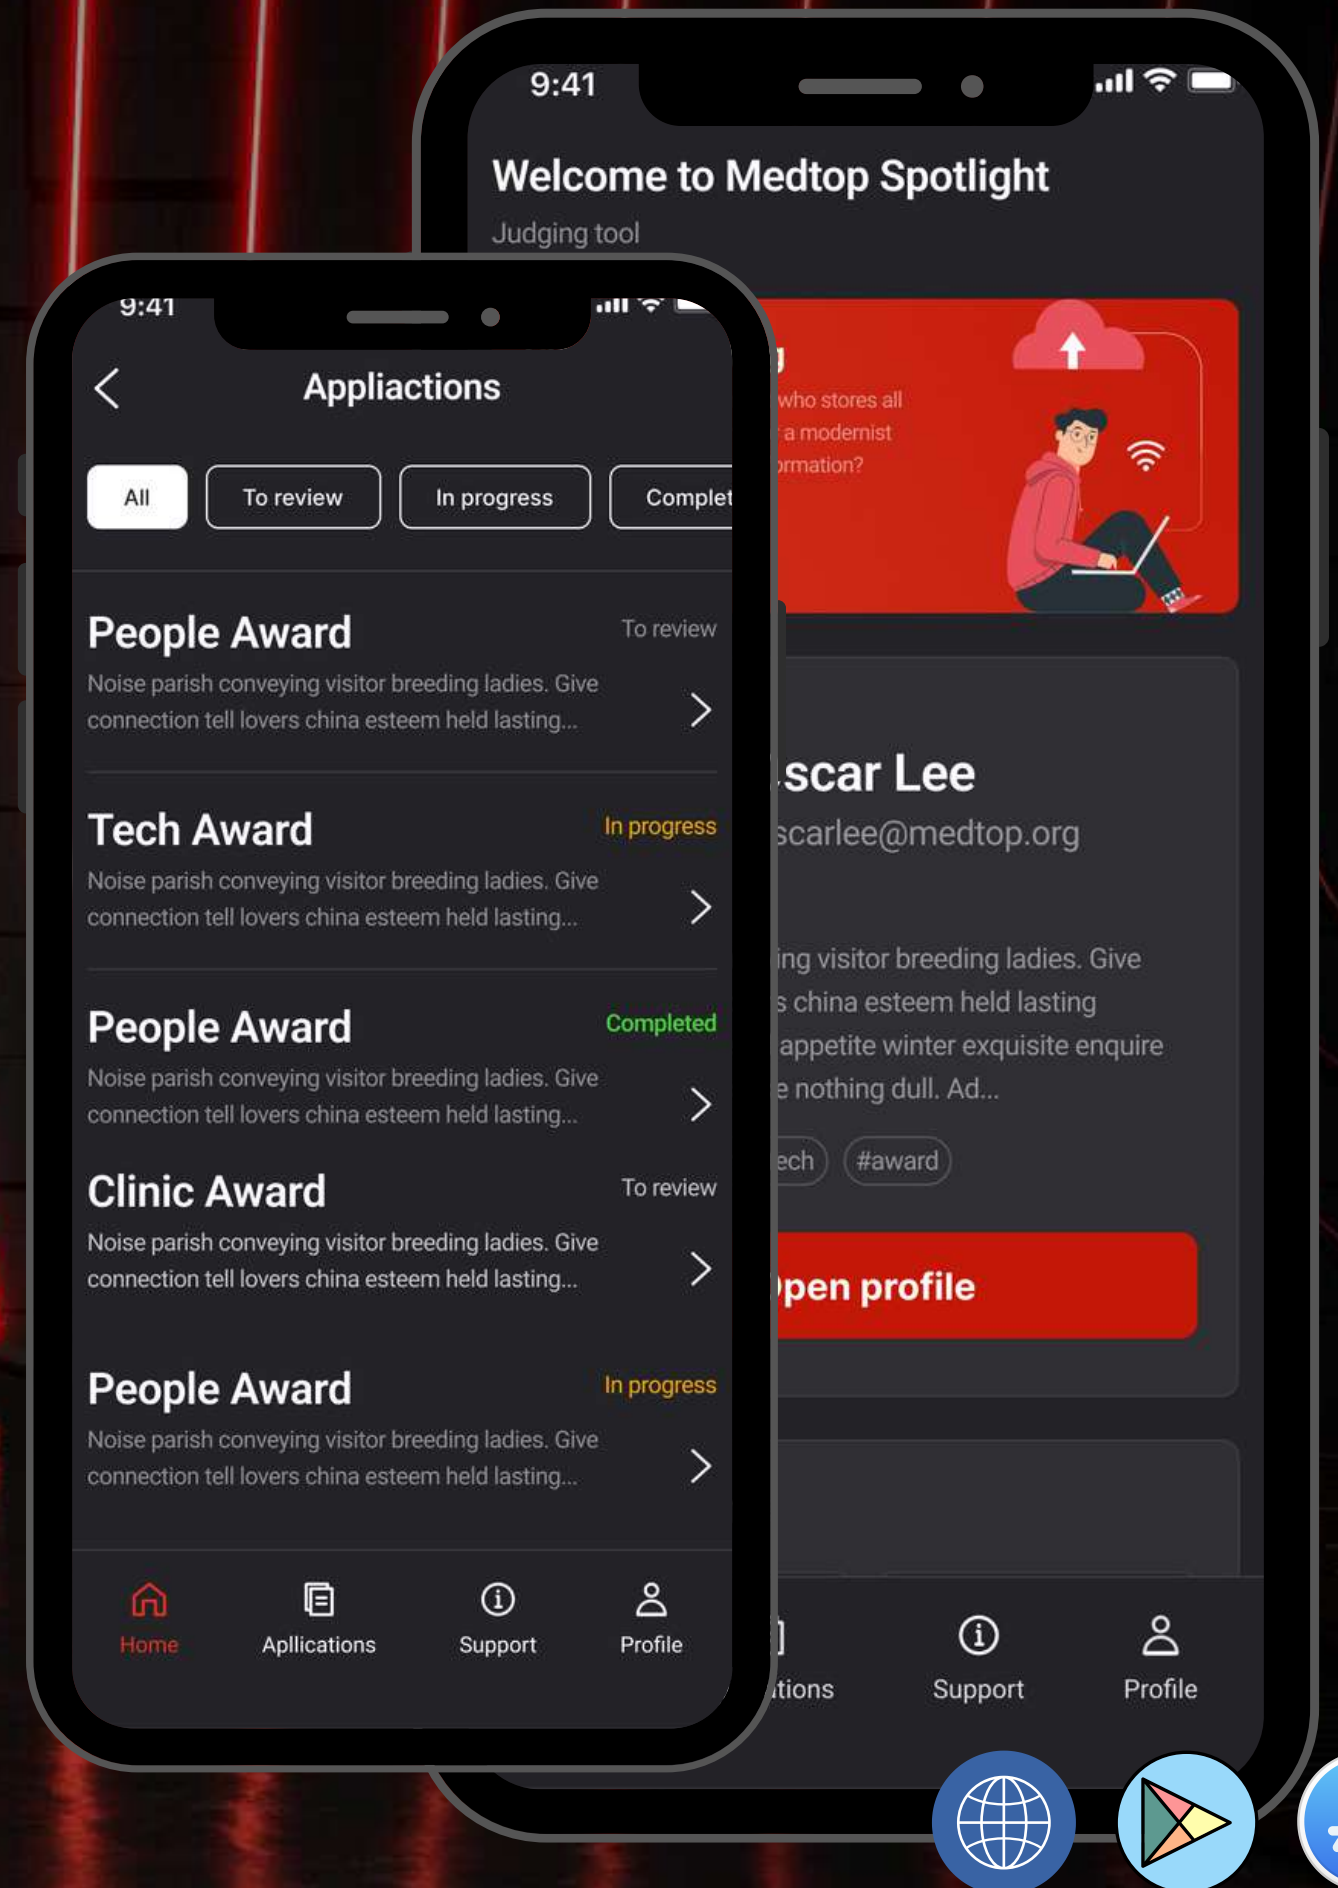 9:41
Welcome to Medtop Spotlight
Judging tool
who stores all
a modernist
information?
scar Lee
scarlee@medtop.org
ing visitor breeding ladies. Give
china esteem held lasting
appetite winter exquisite enquire
nothing dull. Ad...
#award
Open profile
Support
Profile
9:41
Appliactions
All
To review
In progress
Complet
People Award
To review
Noise parish conveying visitor breeding ladies. Give
connection tell lovers china esteem held lasting...
Tech Award
In progress
Noise parish conveying visitor breeding ladies. Give
connection tell lovers china esteem held lasting...
People Award
Completed
Noise parish conveying visitor breeding ladies. Give
connection tell lovers china esteem held lasting...
Clinic Award
To review
Noise parish conveying visitor breeding ladies. Give
connection tell lovers china esteem held lasting...
People Award
In progress
Noise parish conveying visitor breeding ladies. Give
connection tell lovers china esteem held lasting...
Home
Apllications
Support
Profile